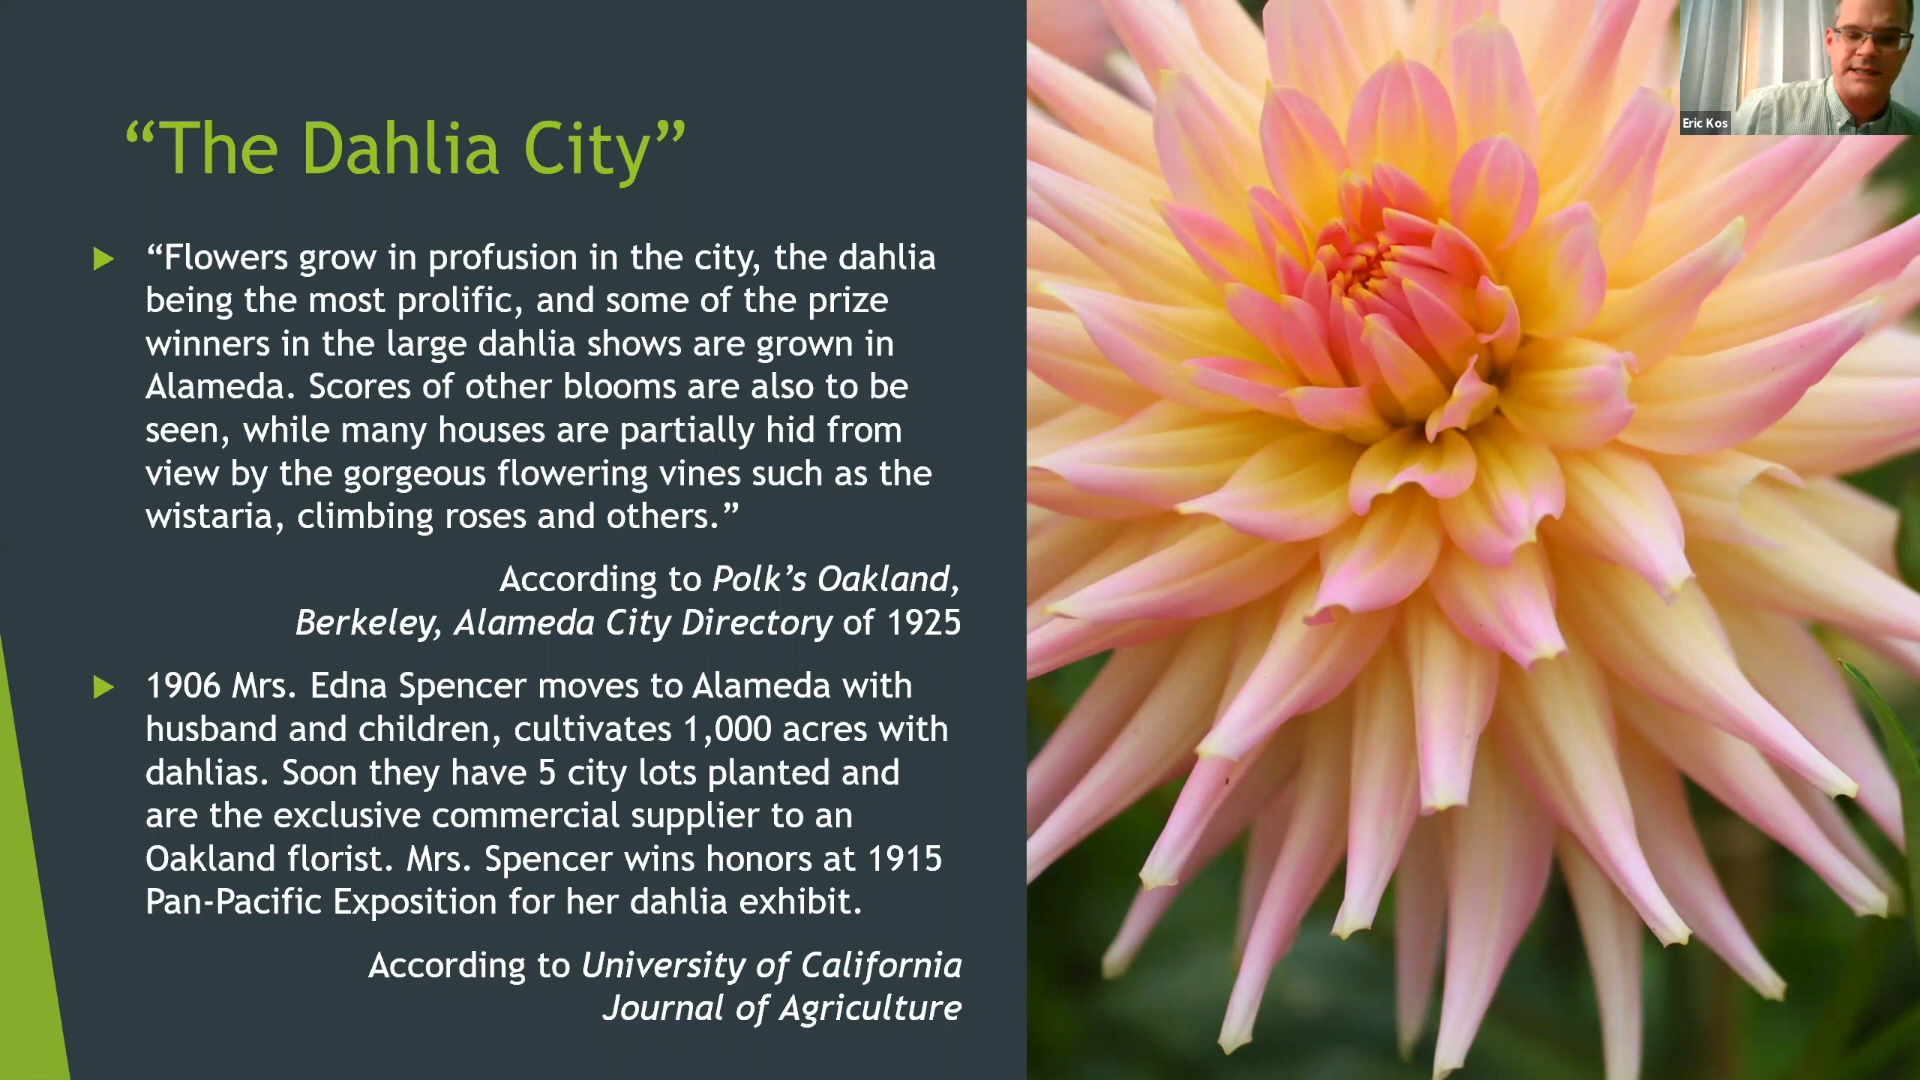 “The Dahlia City”
“Flowers grow in profusion in the city, the dahlia
being the most prolific, and some of the prize
winners in the large dahlia shows are grown in
Alameda. Scores of other blooms are also to be
seen, while many houses are partially hid from
view by the gorgeous flowering vines such as the
wistaria, climbing roses and others.”
According to Polk’s Oakland,
Berkeley, Alameda City Directory of 1925
1906 Mrs. Edna Spencer moves to Alameda with
husband and children, cultivates 1,000 acres with
dahlias. Soon they have 5 city lots planted and
are the exclusive commercial supplier to an
Oakland florist. Mrs. Spencer wins honors at 1915
Pan-Pacific Exposition for her dahlia exhibit.
According to University of California
Journal of Agriculture
Eric Kos